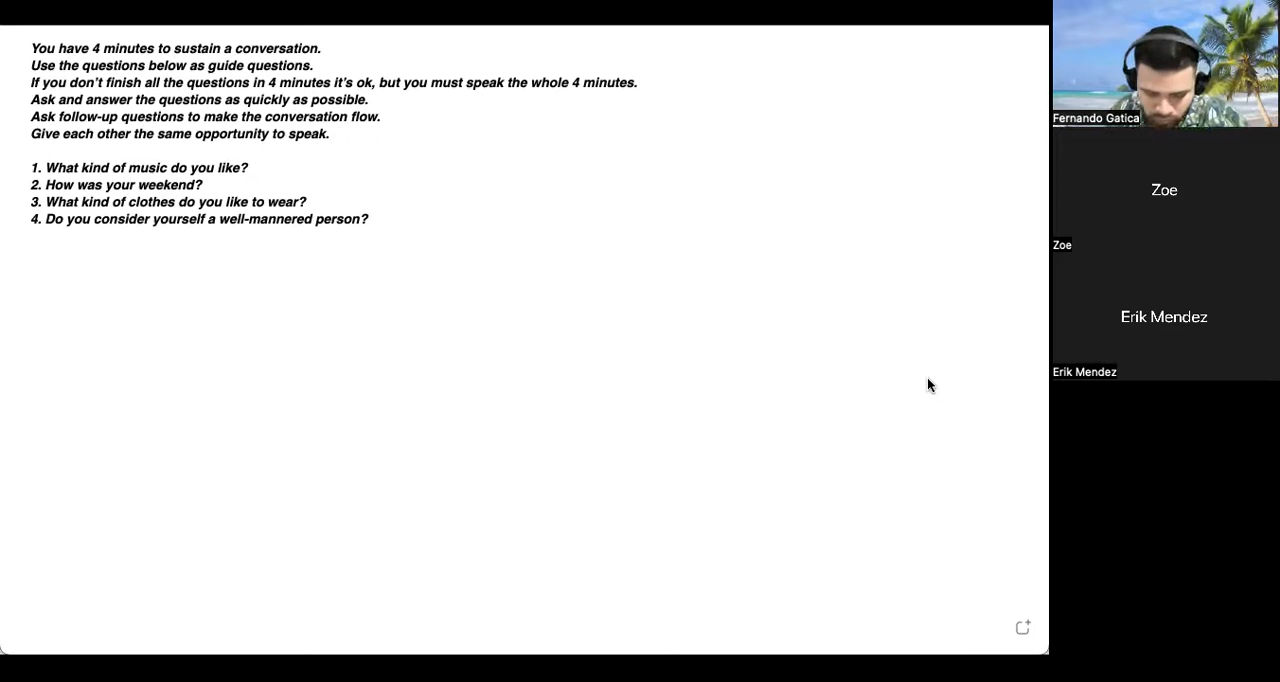 You have 4 minutes to sustain a conversation.
Use the questions below as guide questions.
If you don't finish all the questions in 4 minutes it's ok, but you must speak the whole 4 minutes.
Ask and answer the questions as quickly as possible.
Ask follow-up questions to make the conversation flow.
Give each other the same opportunity to speak.
1. What kind of music do you like?
2. How was your weekend?
3. What kind of clothes do you like to wear?
4. Do you consider yourself a well-mannered person?
Fernando Gatica
Zoe
Zoe
Erik Mendez
Erik Mendez